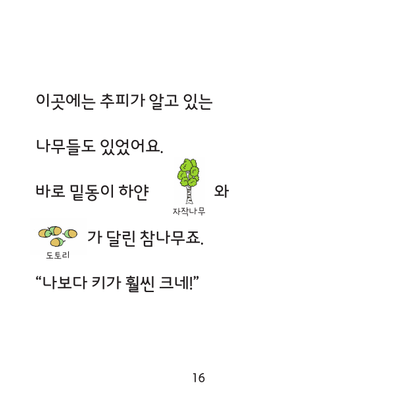 이곳에는 추피가 알고 있는
나무들도 있었어요.
바로 밑동이 하얀 와
자작나무
가 달린 참나무죠.
도토리
“나보다 키가 훨씬 크네!”
16